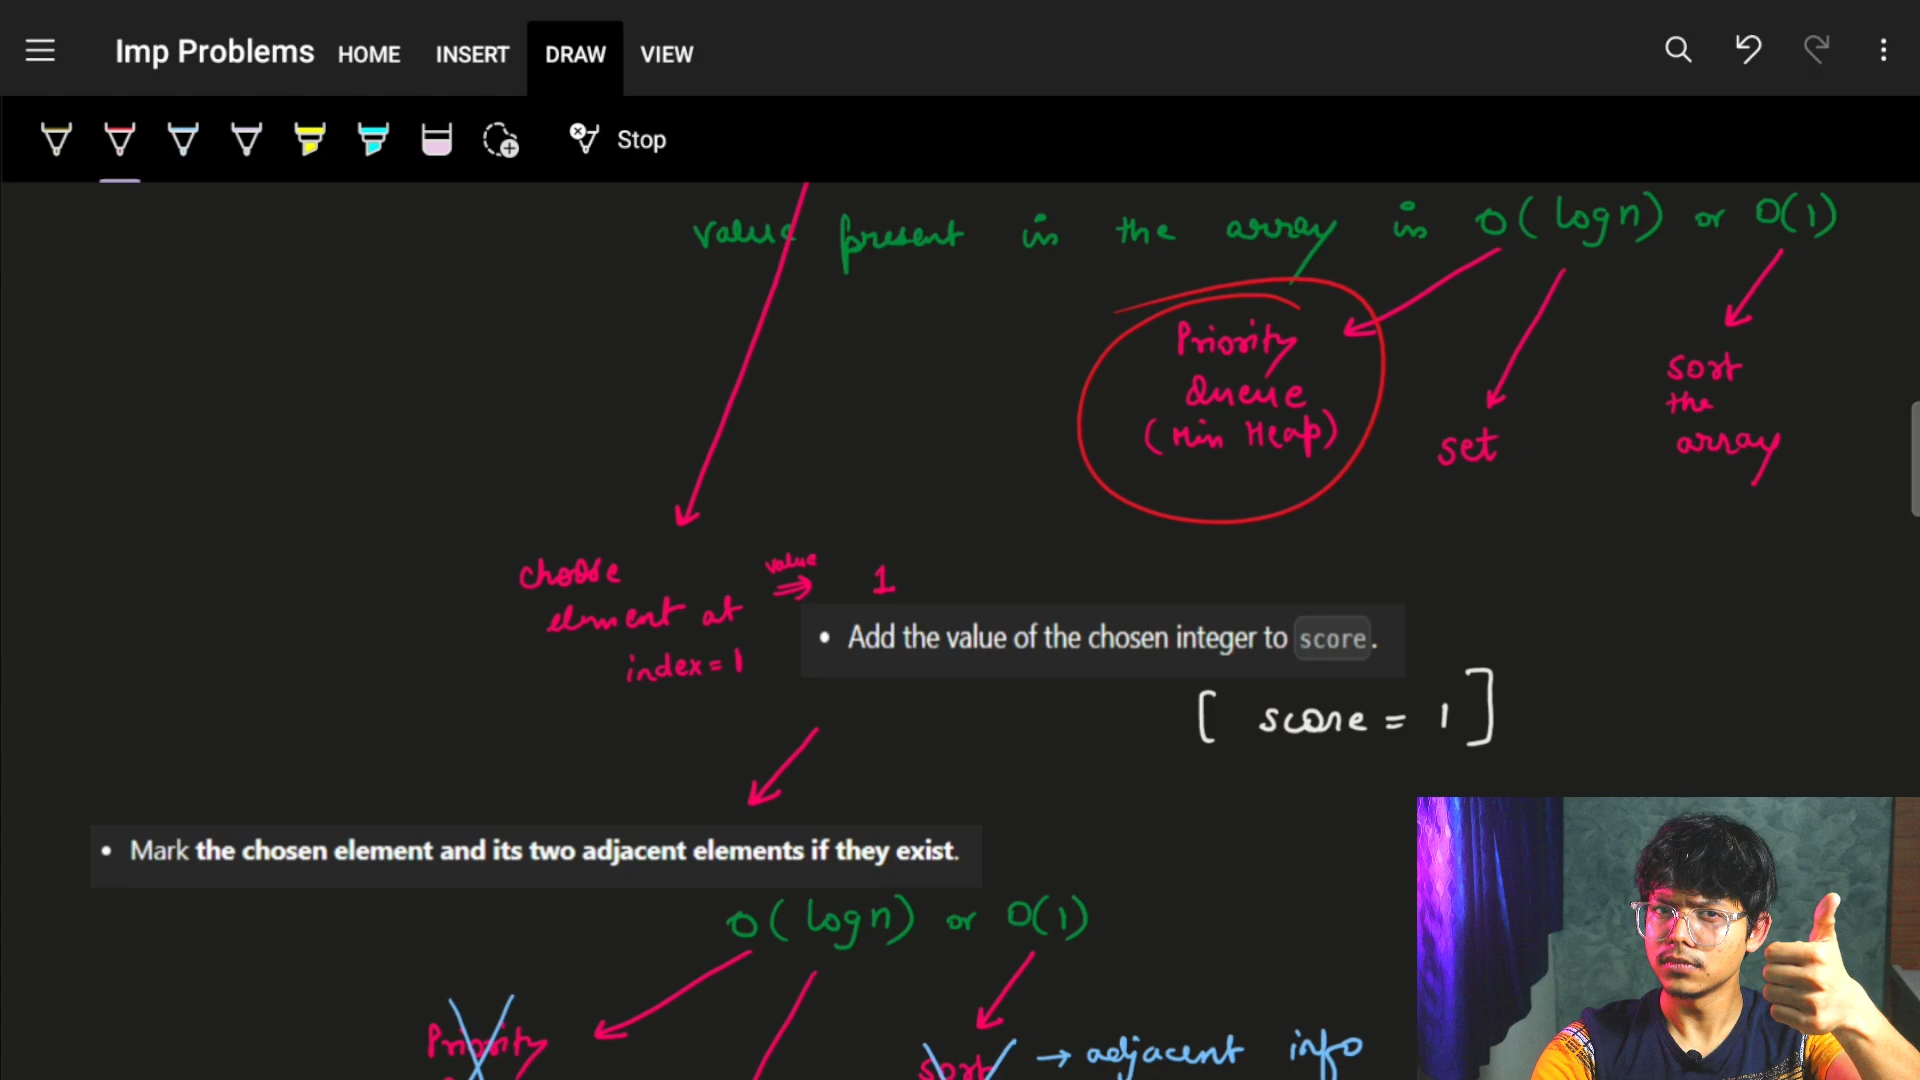 Imp Problems HOME INSERT DRAW VIEW
Stop
value present in the array is O(logn) or O(1)
Priority
Queue
(Min Heap)
set
sort
the
array
choose
element at
index = 1
value
⇒ 1
• Add the value of the chosen integer to score.
[ score = 1 ]
• Mark the chosen element and its two adjacent elements if they exist.
O(logn) or O(1)
Priority
sort → adjacent info